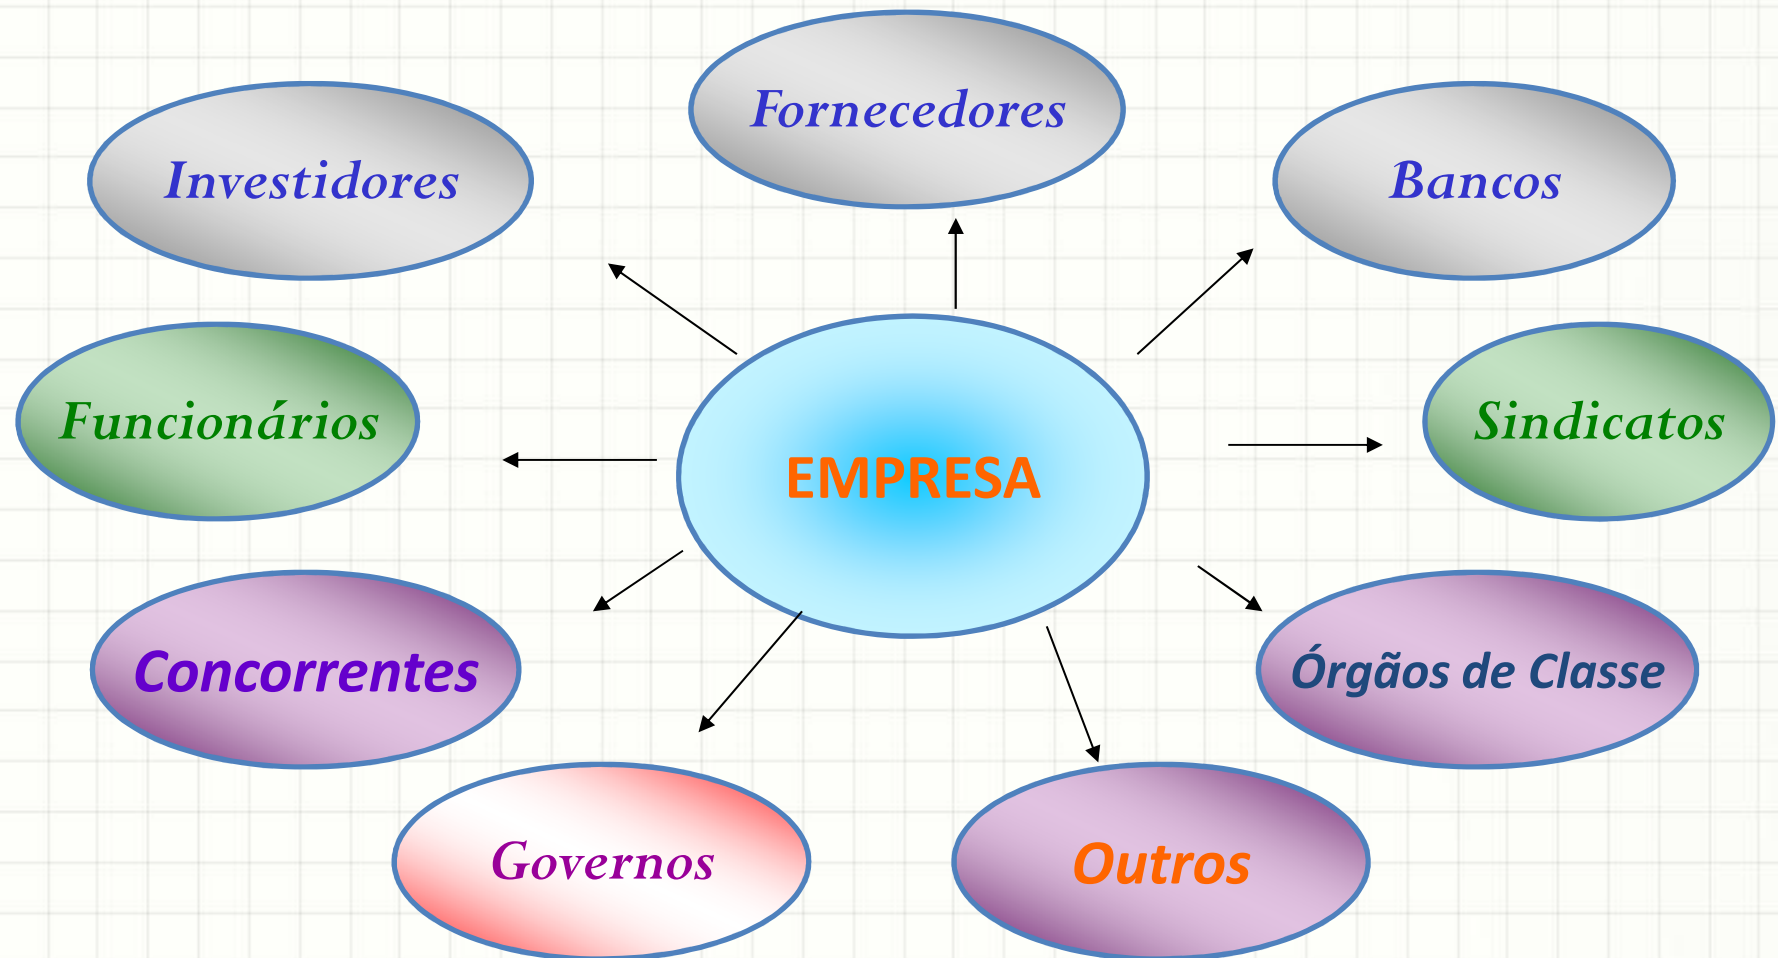 Fornecedores
Investidores
Bancos
Funcionários
Sindicatos
EMPRESA
Concorrentes
Órgãos de Classe
Governos
Outros